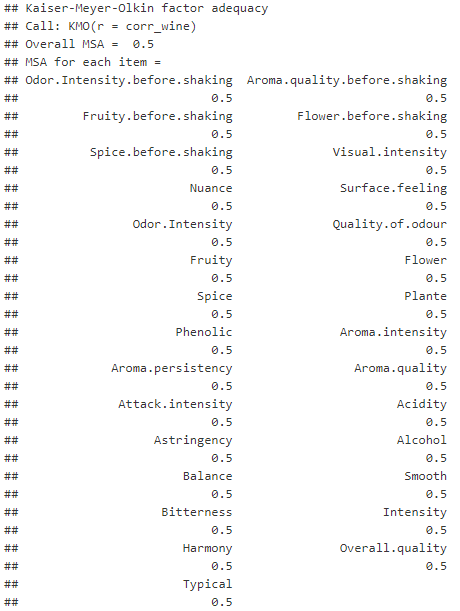 ## Kaiser-Meyer-Olkin factor adequacy
## Call: KMO(r = corr_wine)
## Overall MSA =  0.5
## MSA for each item =
## Odor.Intensity.before.shaking  Aroma.quality.before.shaking
##                           0.5                           0.5
##         Fruity.before.shaking         Flower.before.shaking
##                           0.5                           0.5
##          Spice.before.shaking              Visual.intensity
##                           0.5                           0.5
##                        Nuance               Surface.feeling
##                           0.5                           0.5
##                Odor.Intensity              Quality.of.odour
##                           0.5                           0.5
##                        Fruity                        Flower
##                           0.5                           0.5
##                         Spice                        Plante
##                           0.5                           0.5
##                      Phenolic               Aroma.intensity
##                           0.5                           0.5
##             Aroma.persistency                 Aroma.quality
##                           0.5                           0.5
##              Attack.intensity                       Acidity
##                           0.5                           0.5
##                   Astringency                       Alcohol
##                           0.5                           0.5
##                       Balance                        Smooth
##                           0.5                           0.5
##                    Bitterness                     Intensity
##                           0.5                           0.5
##                       Harmony               Overall.quality
##                           0.5                           0.5
##                       Typical
##                           0.5